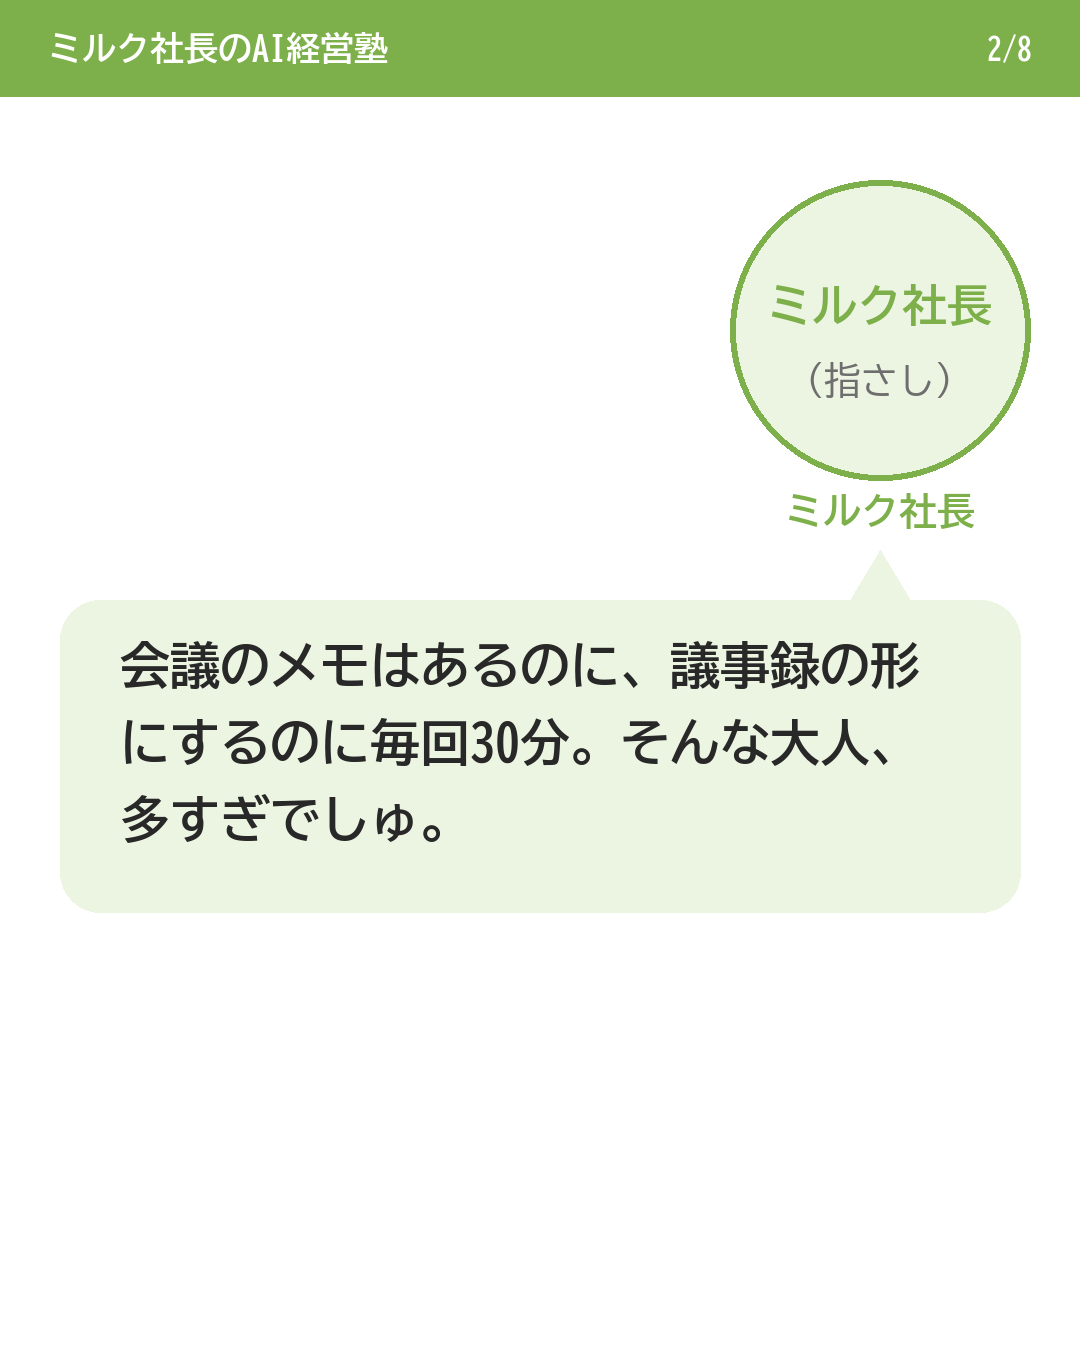 ミルク社長のAI経営塾
2/8
ミルク社長
（指さし）
ミルク社長
会議のメモはあるのに、議事録の形
にするのに毎回30分。そんな大人、
多すぎでしゅ。